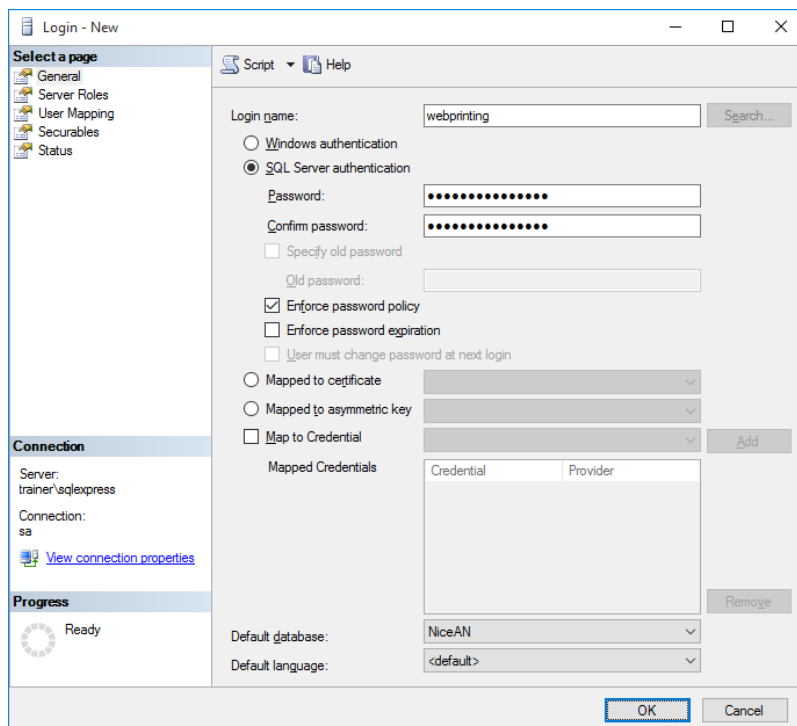 Login - New
Select a page
General
Server Roles
User Mapping
Securables
Status
Script
Help
Login name:
webprinting
Search...
Windows authentication
SQL Server authentication
Password:
●●●●●●●●●●●●●●●
Confirm password:
●●●●●●●●●●●●●●●
Specify old password
Old password:
Enforce password policy
Enforce password expiration
User must change password at next login
Mapped to certificate
Mapped to asymmetric key
Map to Credential
Add
Mapped Credentials
Credential
Provider
Remove
Default database:
NiceAN
Default language:
<default>
Connection
Server:
trainer\sqlexpress
Connection:
sa
View connection properties
Progress
Ready
OK
Cancel